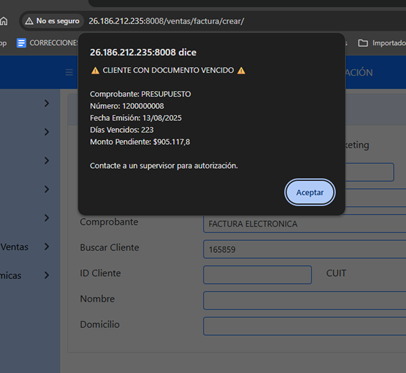 No es seguro 26.186.212.235:8008/ventas/factura/crear/
CORRECCIONES
Importado
26.186.212.235:8008 dice
⚠️ CLIENTE CON DOCUMENTO VENCIDO ⚠️
Comprobante: PRESUPUESTO
Número: 1200000008
Fecha Emisión: 13/08/2025
Días Vencidos: 223
Monto Pendiente: $905.117,8
Contacte a un supervisor para autorización.
Aceptar
ACIÓN
keting
Comprobante FACTURA ELECTRONICA
Ventas Buscar Cliente 165859
micas ID Cliente CUIT
Nombre
Domicilio